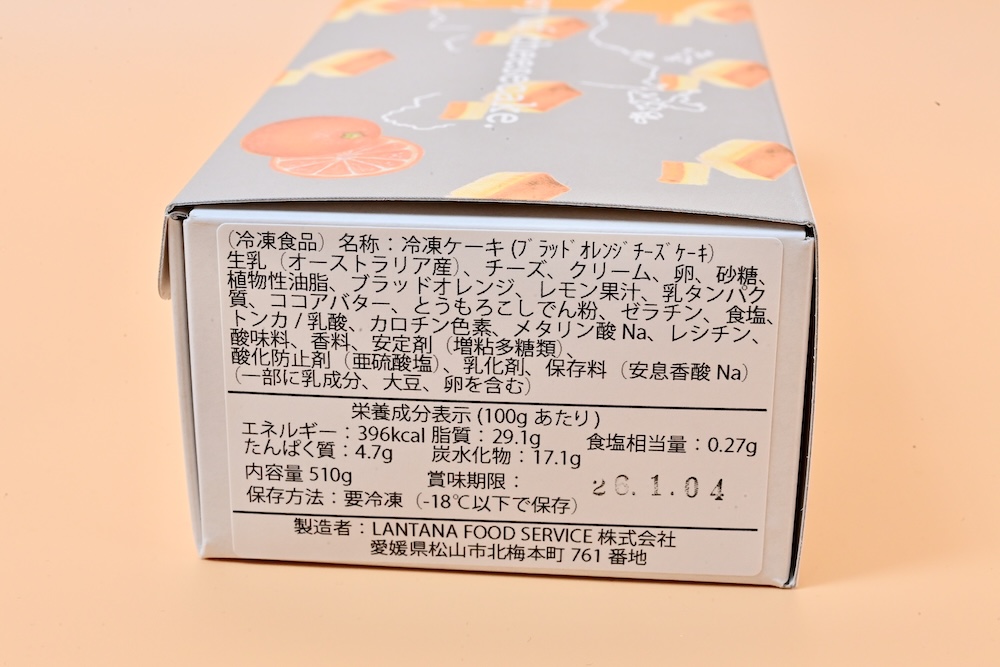 cheesecake.
（冷凍食品）名称：冷凍ケーキ(ﾌﾞﾗｯﾄﾞｵﾚﾝｼﾞﾁｰｽﾞｹｰｷ)
生乳（オーストラリア産）、チーズ、クリーム、卵、砂糖、
植物性油脂、ブラッドオレンジ、レモン果汁、乳タンパク
質、ココアバター、とうもろこしでん粉、ゼラチン、食塩、
トンカ / 乳酸、カロチン色素、メタリン酸 Na、レシチン、
酸味料、香料、安定剤（増粘多糖類）、
酸化防止剤（亜硫酸塩）、乳化剤、保存料（安息香酸 Na）
（一部に乳成分、大豆、卵を含む）
栄養成分表示 (100g あたり)
エネルギー：396kcal 脂質：29.1g 食塩相当量：0.27g
たんぱく質：4.7g 炭水化物：17.1g
内容量 510g 賞味期限： 26.1.04
保存方法：要冷凍（-18℃以下で保存）
製造者：LANTANA FOOD SERVICE 株式会社
愛媛県松山市北梅本町 761 番地